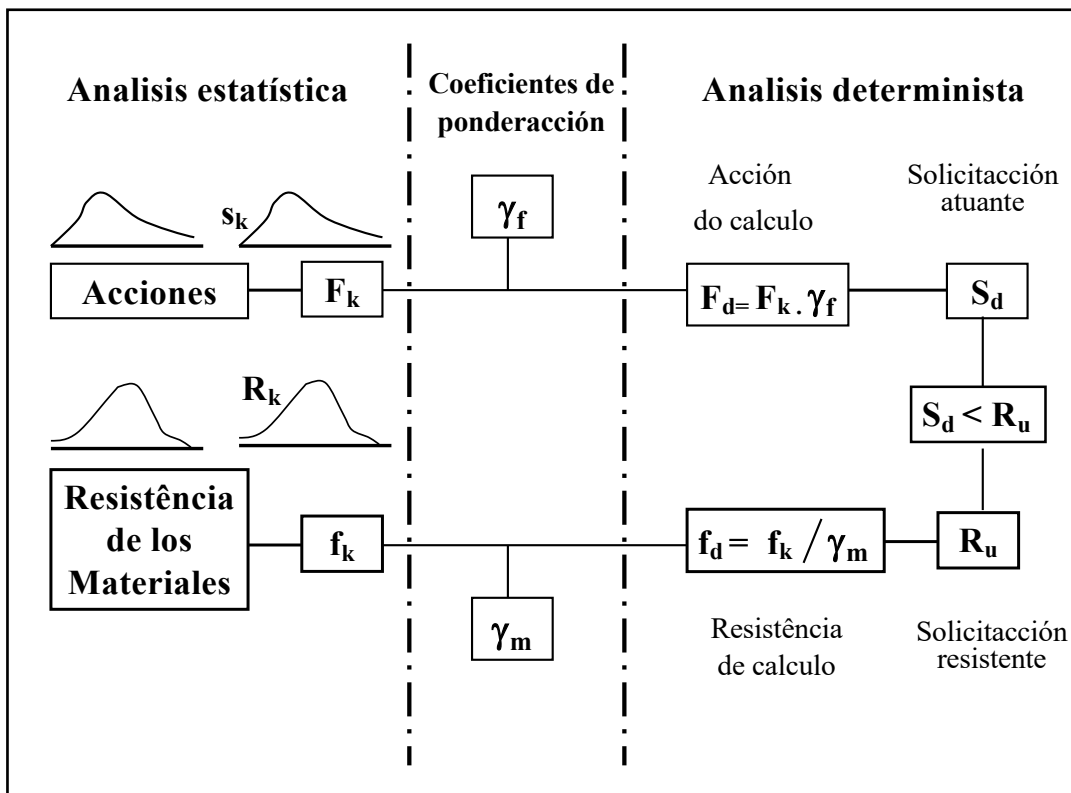 Analisis estatística
Coeficientes de
ponderacción
Analisis determinista
s_k
γ_f
Acción
do calculo
Solicitacción
atuante
Acciones
F_k
F_d= F_k . γ_f
S_d
R_k
S_d < R_u
Resistência
de los
Materiales
f_k
f_d = f_k / γ_m
R_u
γ_m
Resistência
de calculo
Solicitacción
resistente